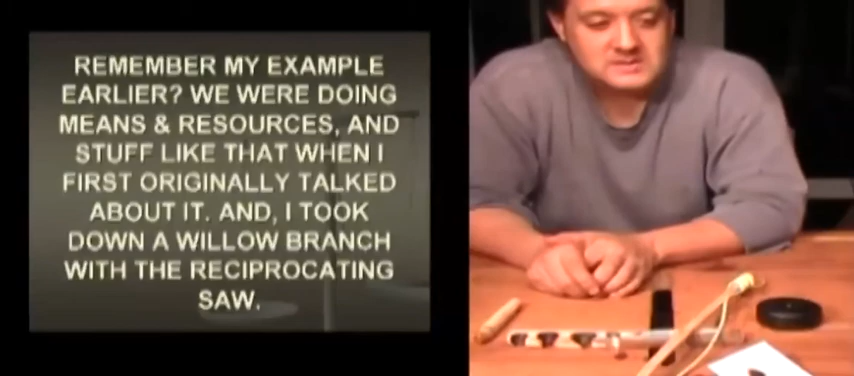 REMEMBER MY EXAMPLE
EARLIER? WE WERE DOING
MEANS & RESOURCES, AND
STUFF LIKE THAT WHEN I
FIRST ORIGINALLY TALKED
ABOUT IT. AND, I TOOK
DOWN A WILLOW BRANCH
WITH THE RECIPROCATING
SAW.